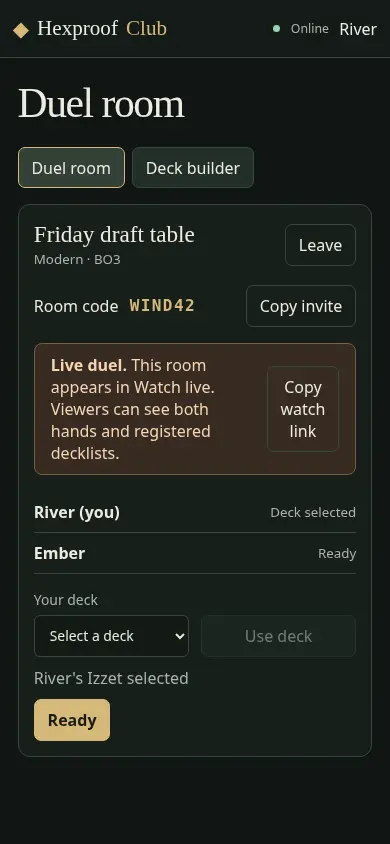 Hexproof Club
Online River
Duel room
Duel room Deck builder
Friday draft table
Modern · BO3
Leave
Room code WIND42
Copy invite
Live duel. This room
appears in Watch live.
Viewers can see both
hands and registered
decklists.
Copy
watch
link
River (you) Deck selected
Ember Ready
Your deck
Select a deck Use deck
River's Izzet selected
Ready